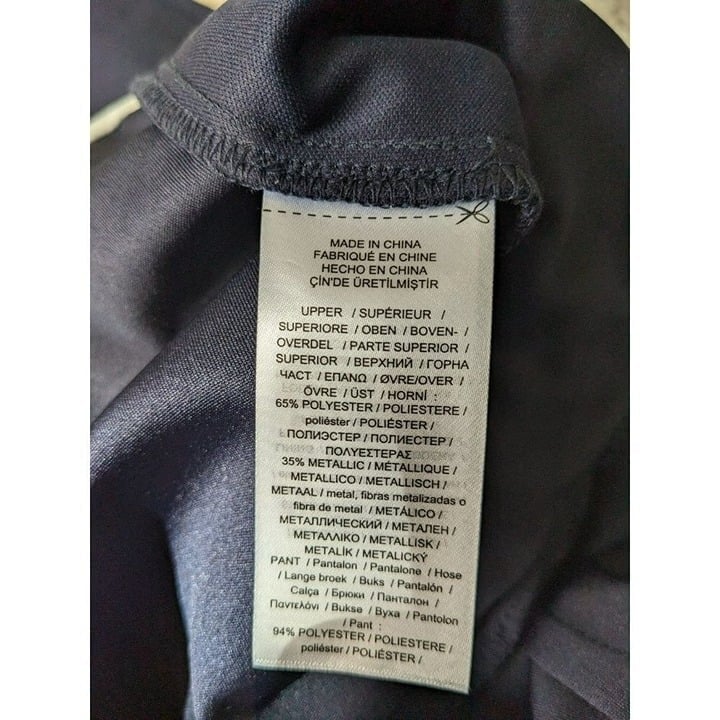 MADE IN CHINA
FABRIQUÉ EN CHINE
HECHO EN CHINA
ÇİN'DE ÜRETİLMİŞTİR
UPPER / SUPÉRIEUR /
SUPERIORE / OBEN / BOVEN- /
OVERDEL / PARTE SUPERIOR /
SUPERIOR / ВЕРХНИЙ / ГОРНА
ЧАСТ / ΕΠΑΝΩ / ØVRE/OVER /
ÖVRE / ÜST / HORNÍ :
65% POLYESTER / POLIESTERE /
poliéster / POLIÉSTER /
ПОЛИЭСТЕР / ПОЛИЕСТЕР /
ΠΟΛΥΕΣΤΕΡΑΣ
35% METALLIC / MÉTALLIQUE /
METALLICO / METALLISCH /
METAAL / metal, fibras metalizadas o
fibra de metal / METÁLICO /
МЕТАЛЛИЧЕСКИЙ / МЕТАЛЕН /
ΜΕΤΑΛΛΙΚΟ / METALLISK /
METALİK / METALICKÝ
PANT / Pantalon / Pantalone / Hose
/ Lange broek / Buks / Pantalón /
Calça / Брюки / Панталон /
Παντελόνι / Bukse / Byxa / Pantolon
/ Pant :
94% POLYESTER / POLIESTERE /
poliéster / POLIÉSTER /